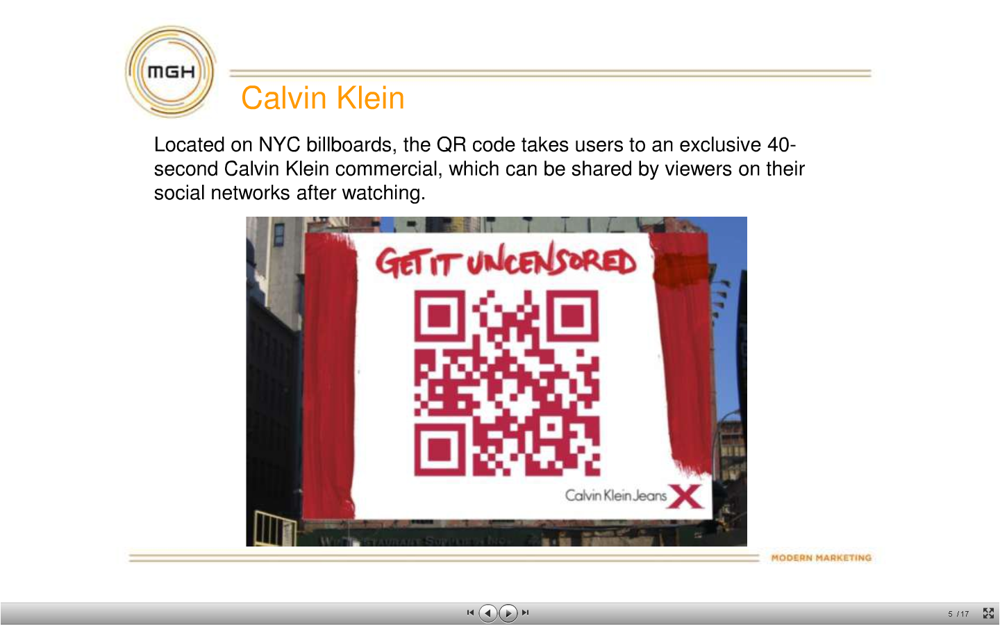 MGH
Calvin Klein
Located on NYC billboards, the QR code takes users to an exclusive 40-
second Calvin Klein commercial, which can be shared by viewers on their
social networks after watching.
GET IT UNCENSORED
Calvin Klein Jeans X
MODERN MARKETING
5 /17